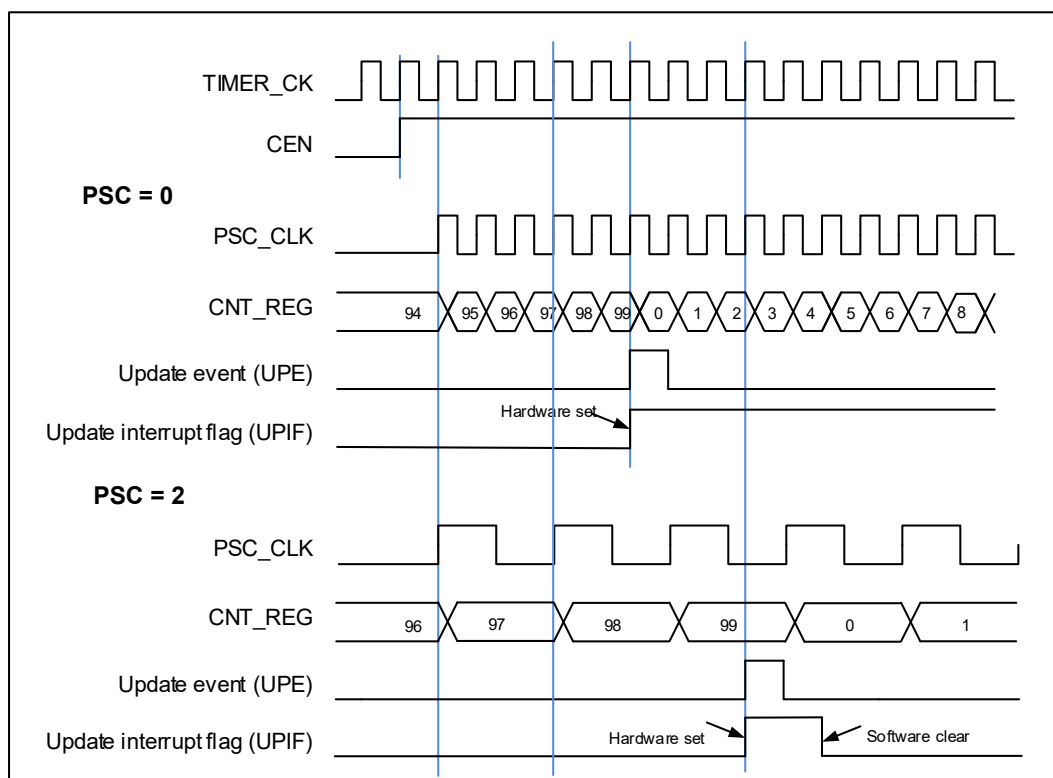 TIMER_CK
CEN
PSC = 0
PSC_CLK
CNT_REG 94 95 96 97 98 99 0 1 2 3 4 5 6 7 8
Update event (UPE)
Hardware set
Update interrupt flag (UPIF)
PSC = 2
PSC_CLK
CNT_REG 96 97 98 99 0 1
Update event (UPE)
Update interrupt flag (UPIF) Hardware set Software clear